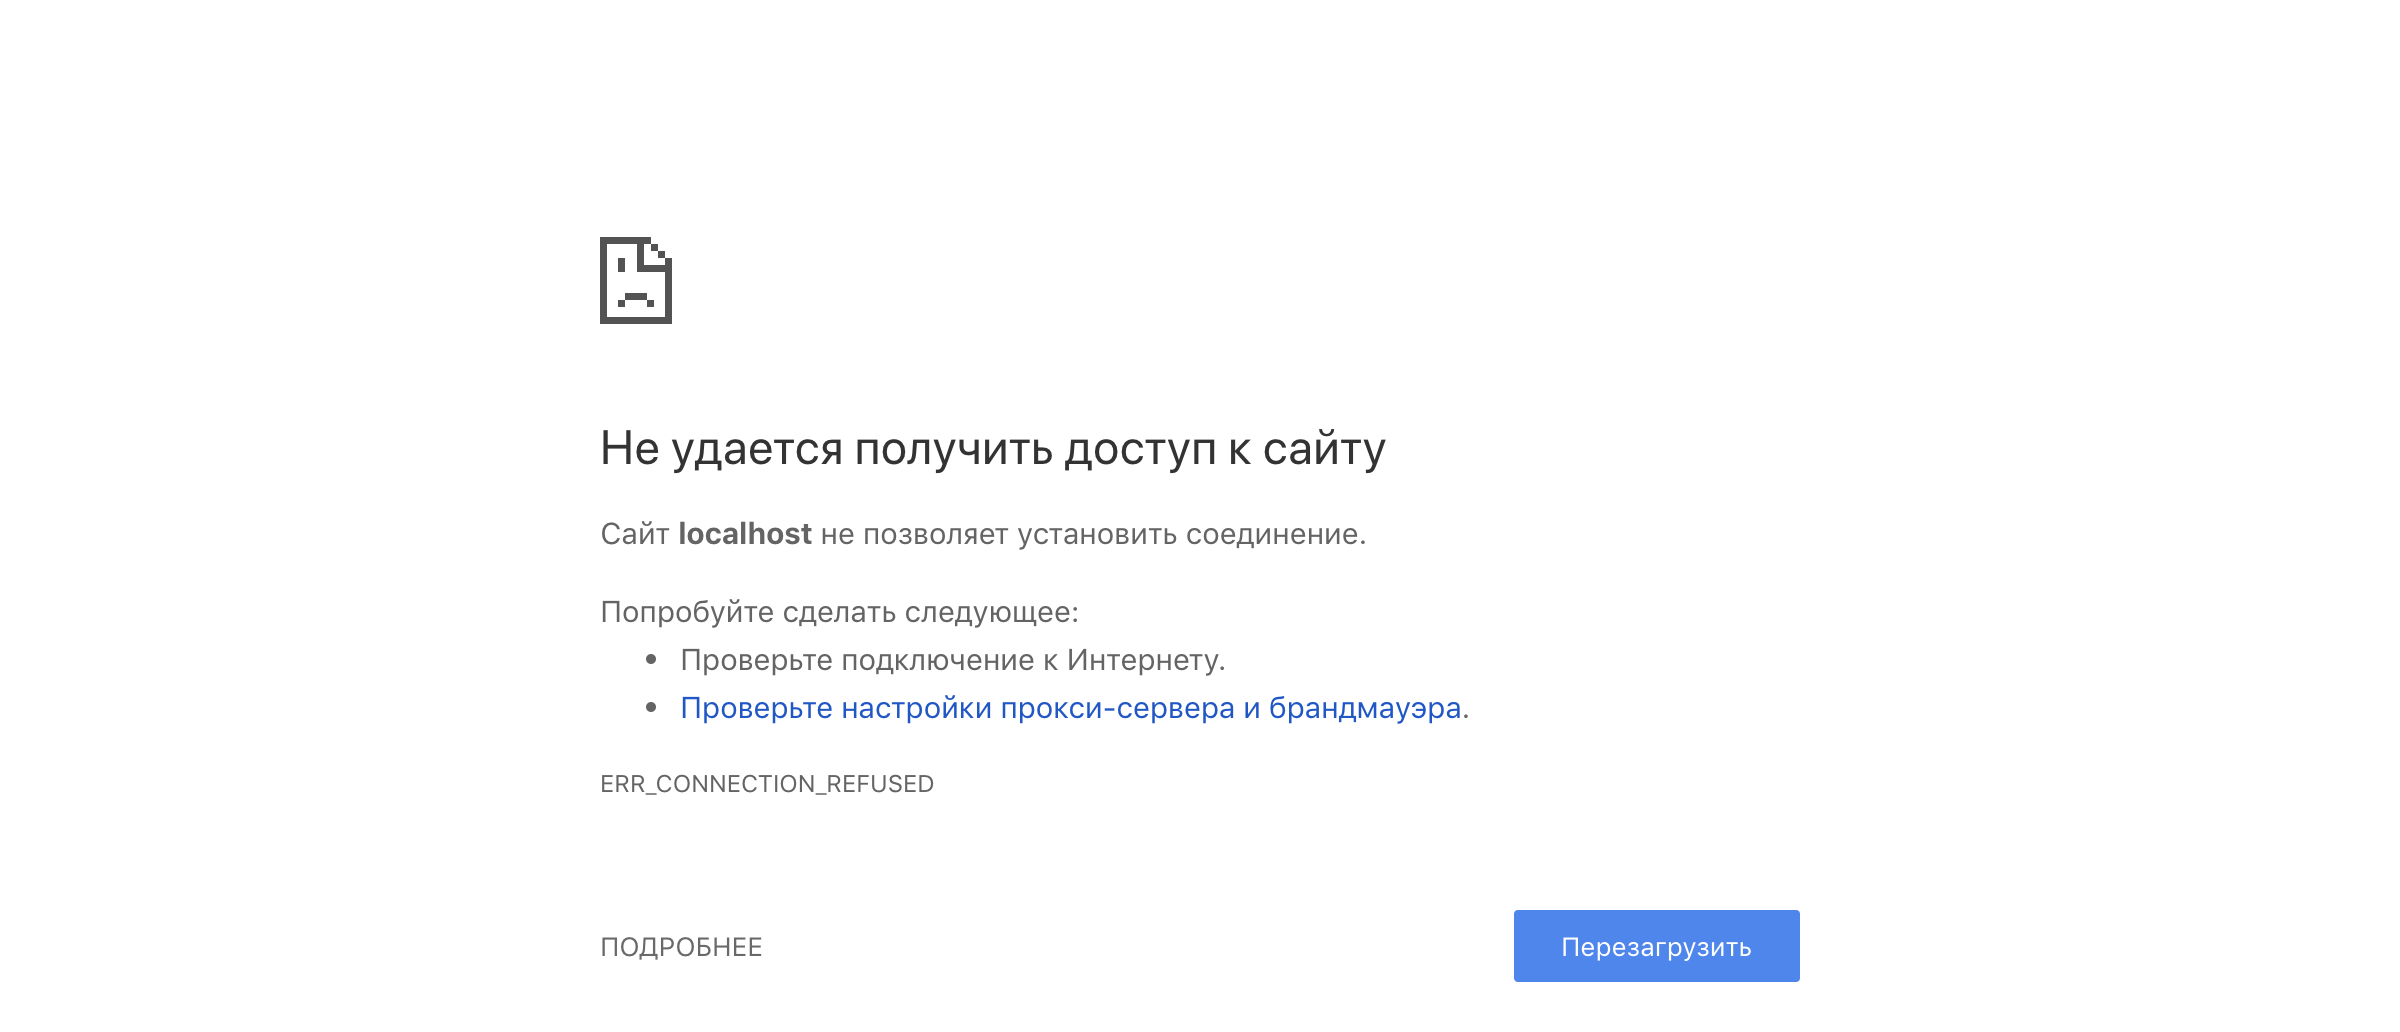 Не удается получить доступ к сайту
Сайт localhost не позволяет установить соединение.
Попробуйте сделать следующее:
Проверьте подключение к Интернету.
Проверьте настройки прокси-сервера и брандмауэра.
ERR_CONNECTION_REFUSED
ПОДРОБНЕЕ
Перезагрузить